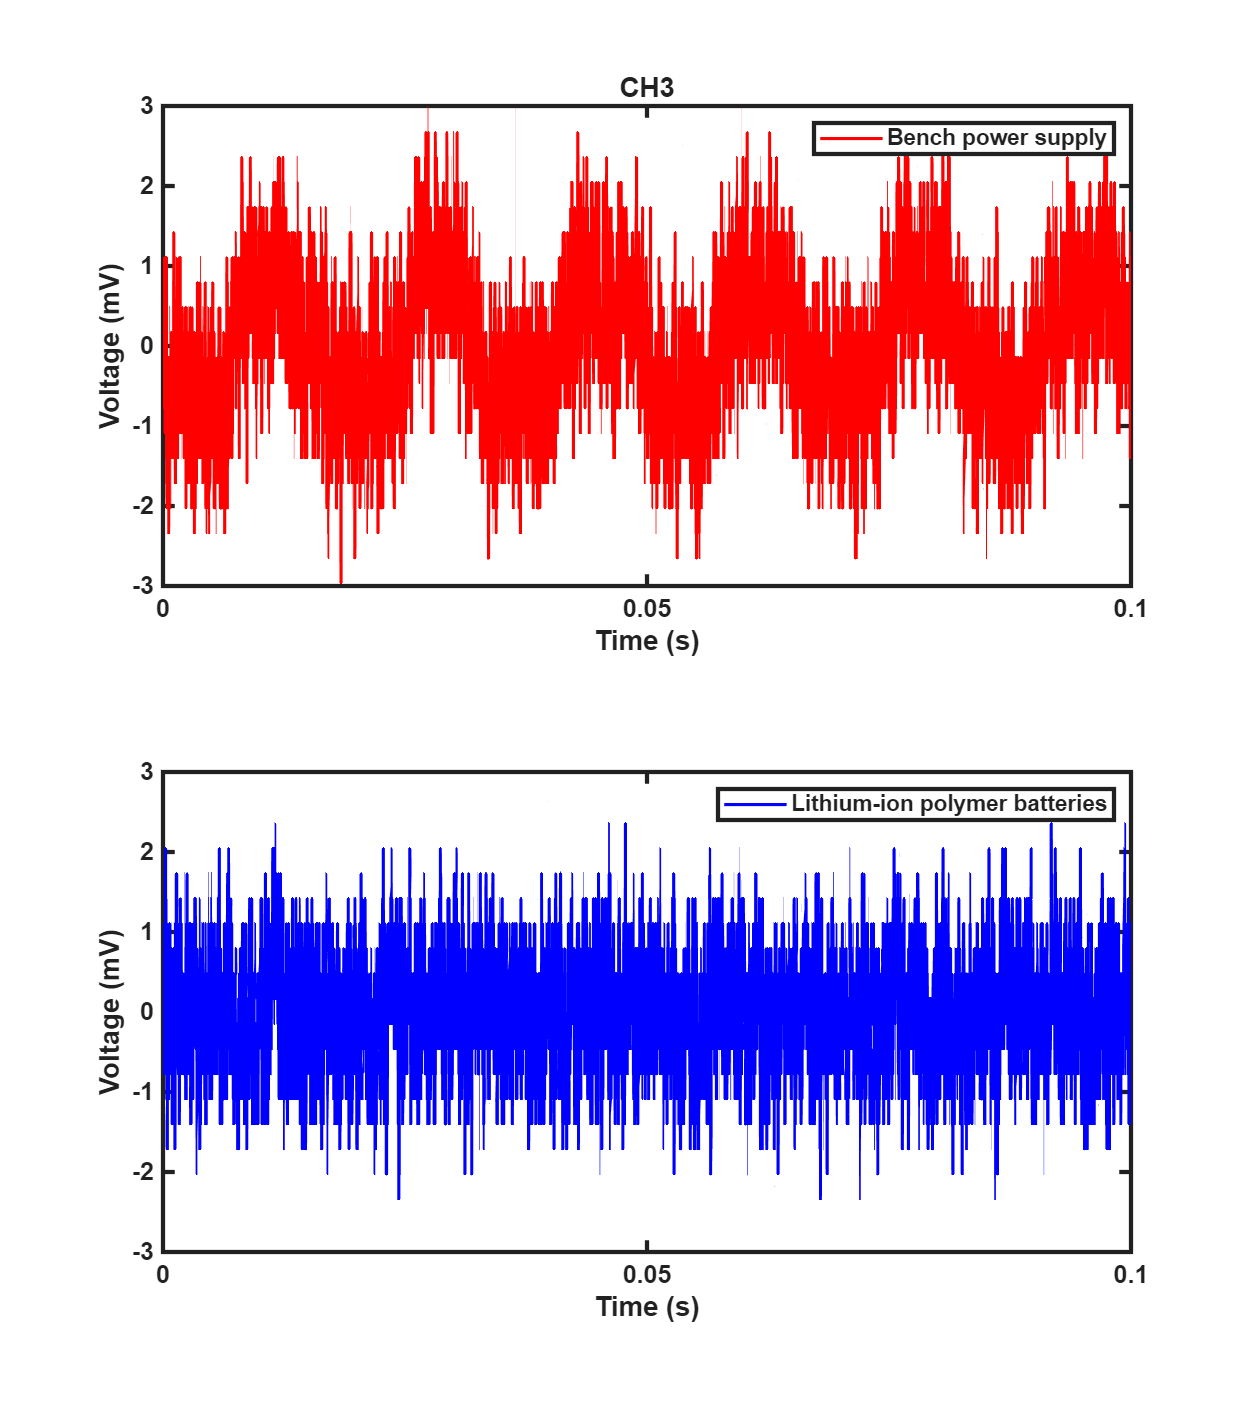 CH3
3
2
1
0
-1
-2
-3
Voltage (mV)
Bench power supply
0 0.05 0.1
Time (s)
3
2
1
0
-1
-2
-3
Voltage (mV)
Lithium-ion polymer batteries
0 0.05 0.1
Time (s)